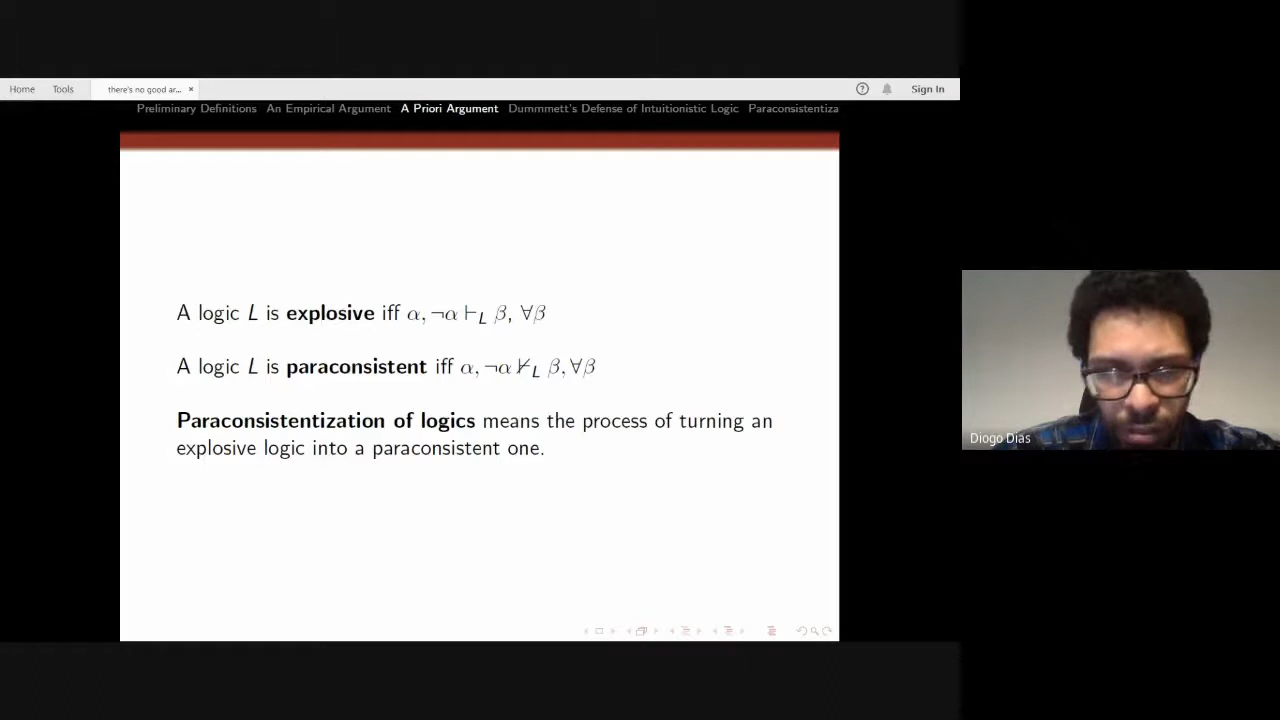 Home Tools there's no good ar... × ? Sign In
Preliminary Definitions An Empirical Argument A Priori Argument Dummmett's Defense of Intuitionistic Logic Paraconsistentiza
A logic L is explosive iff α, ¬α ⊢L β, ∀β
A logic L is paraconsistent iff α, ¬α ⊬L β, ∀β
Paraconsistentization of logics means the process of turning an
explosive logic into a paraconsistent one.
Diogo Dias